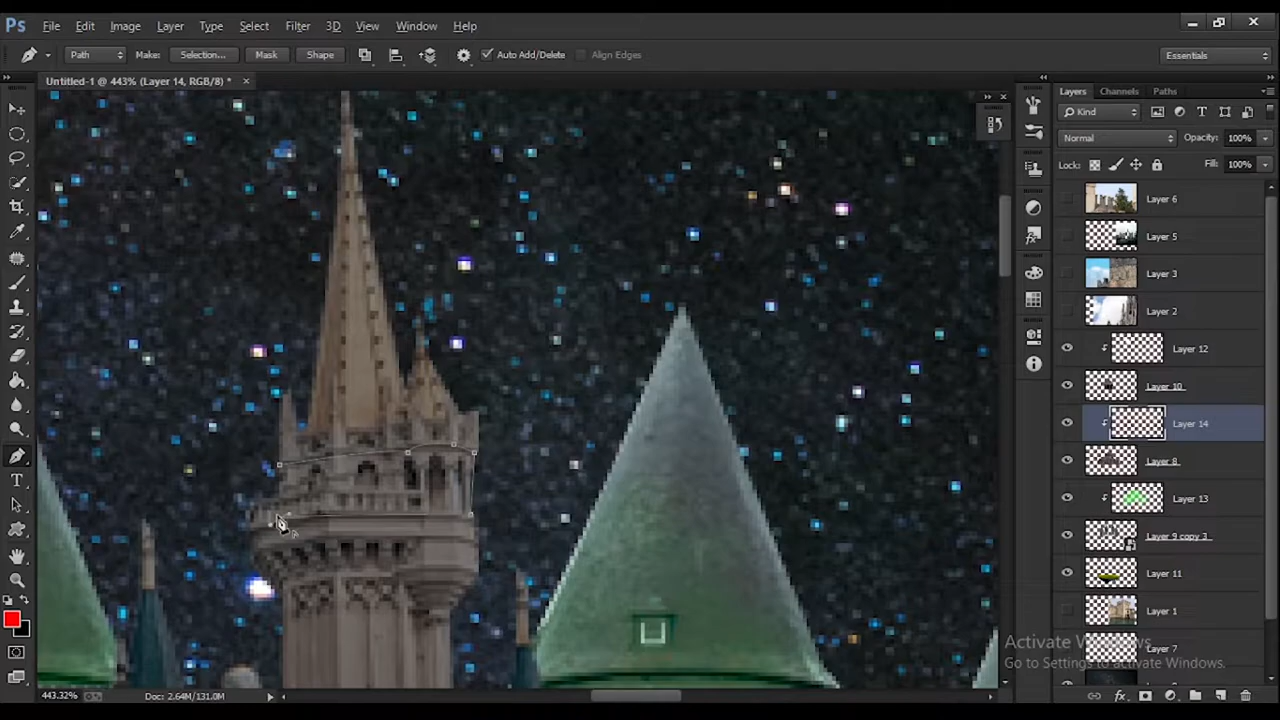 Ps File Edit Image Layer Type Select Filter 3D View Window Help
Path Make: Selection... Mask Shape Auto Add/Delete Align Edges Essentials
Untitled-1 @ 443% (Layer 14, RGB/8) * ×
Layers Channels Paths
Kind
Normal Opacity: 100%
Lock: Fill: 100%
Layer 6
Layer 5
Layer 3
Layer 2
Layer 12
Layer 10
Layer 14
Layer 8
Layer 13
Layer 9 copy 3
Layer 11
Layer 1
Layer 7
Activate Windows
Go to Settings to activate Windows.
443.32% Doc: 2.64M/131.0M